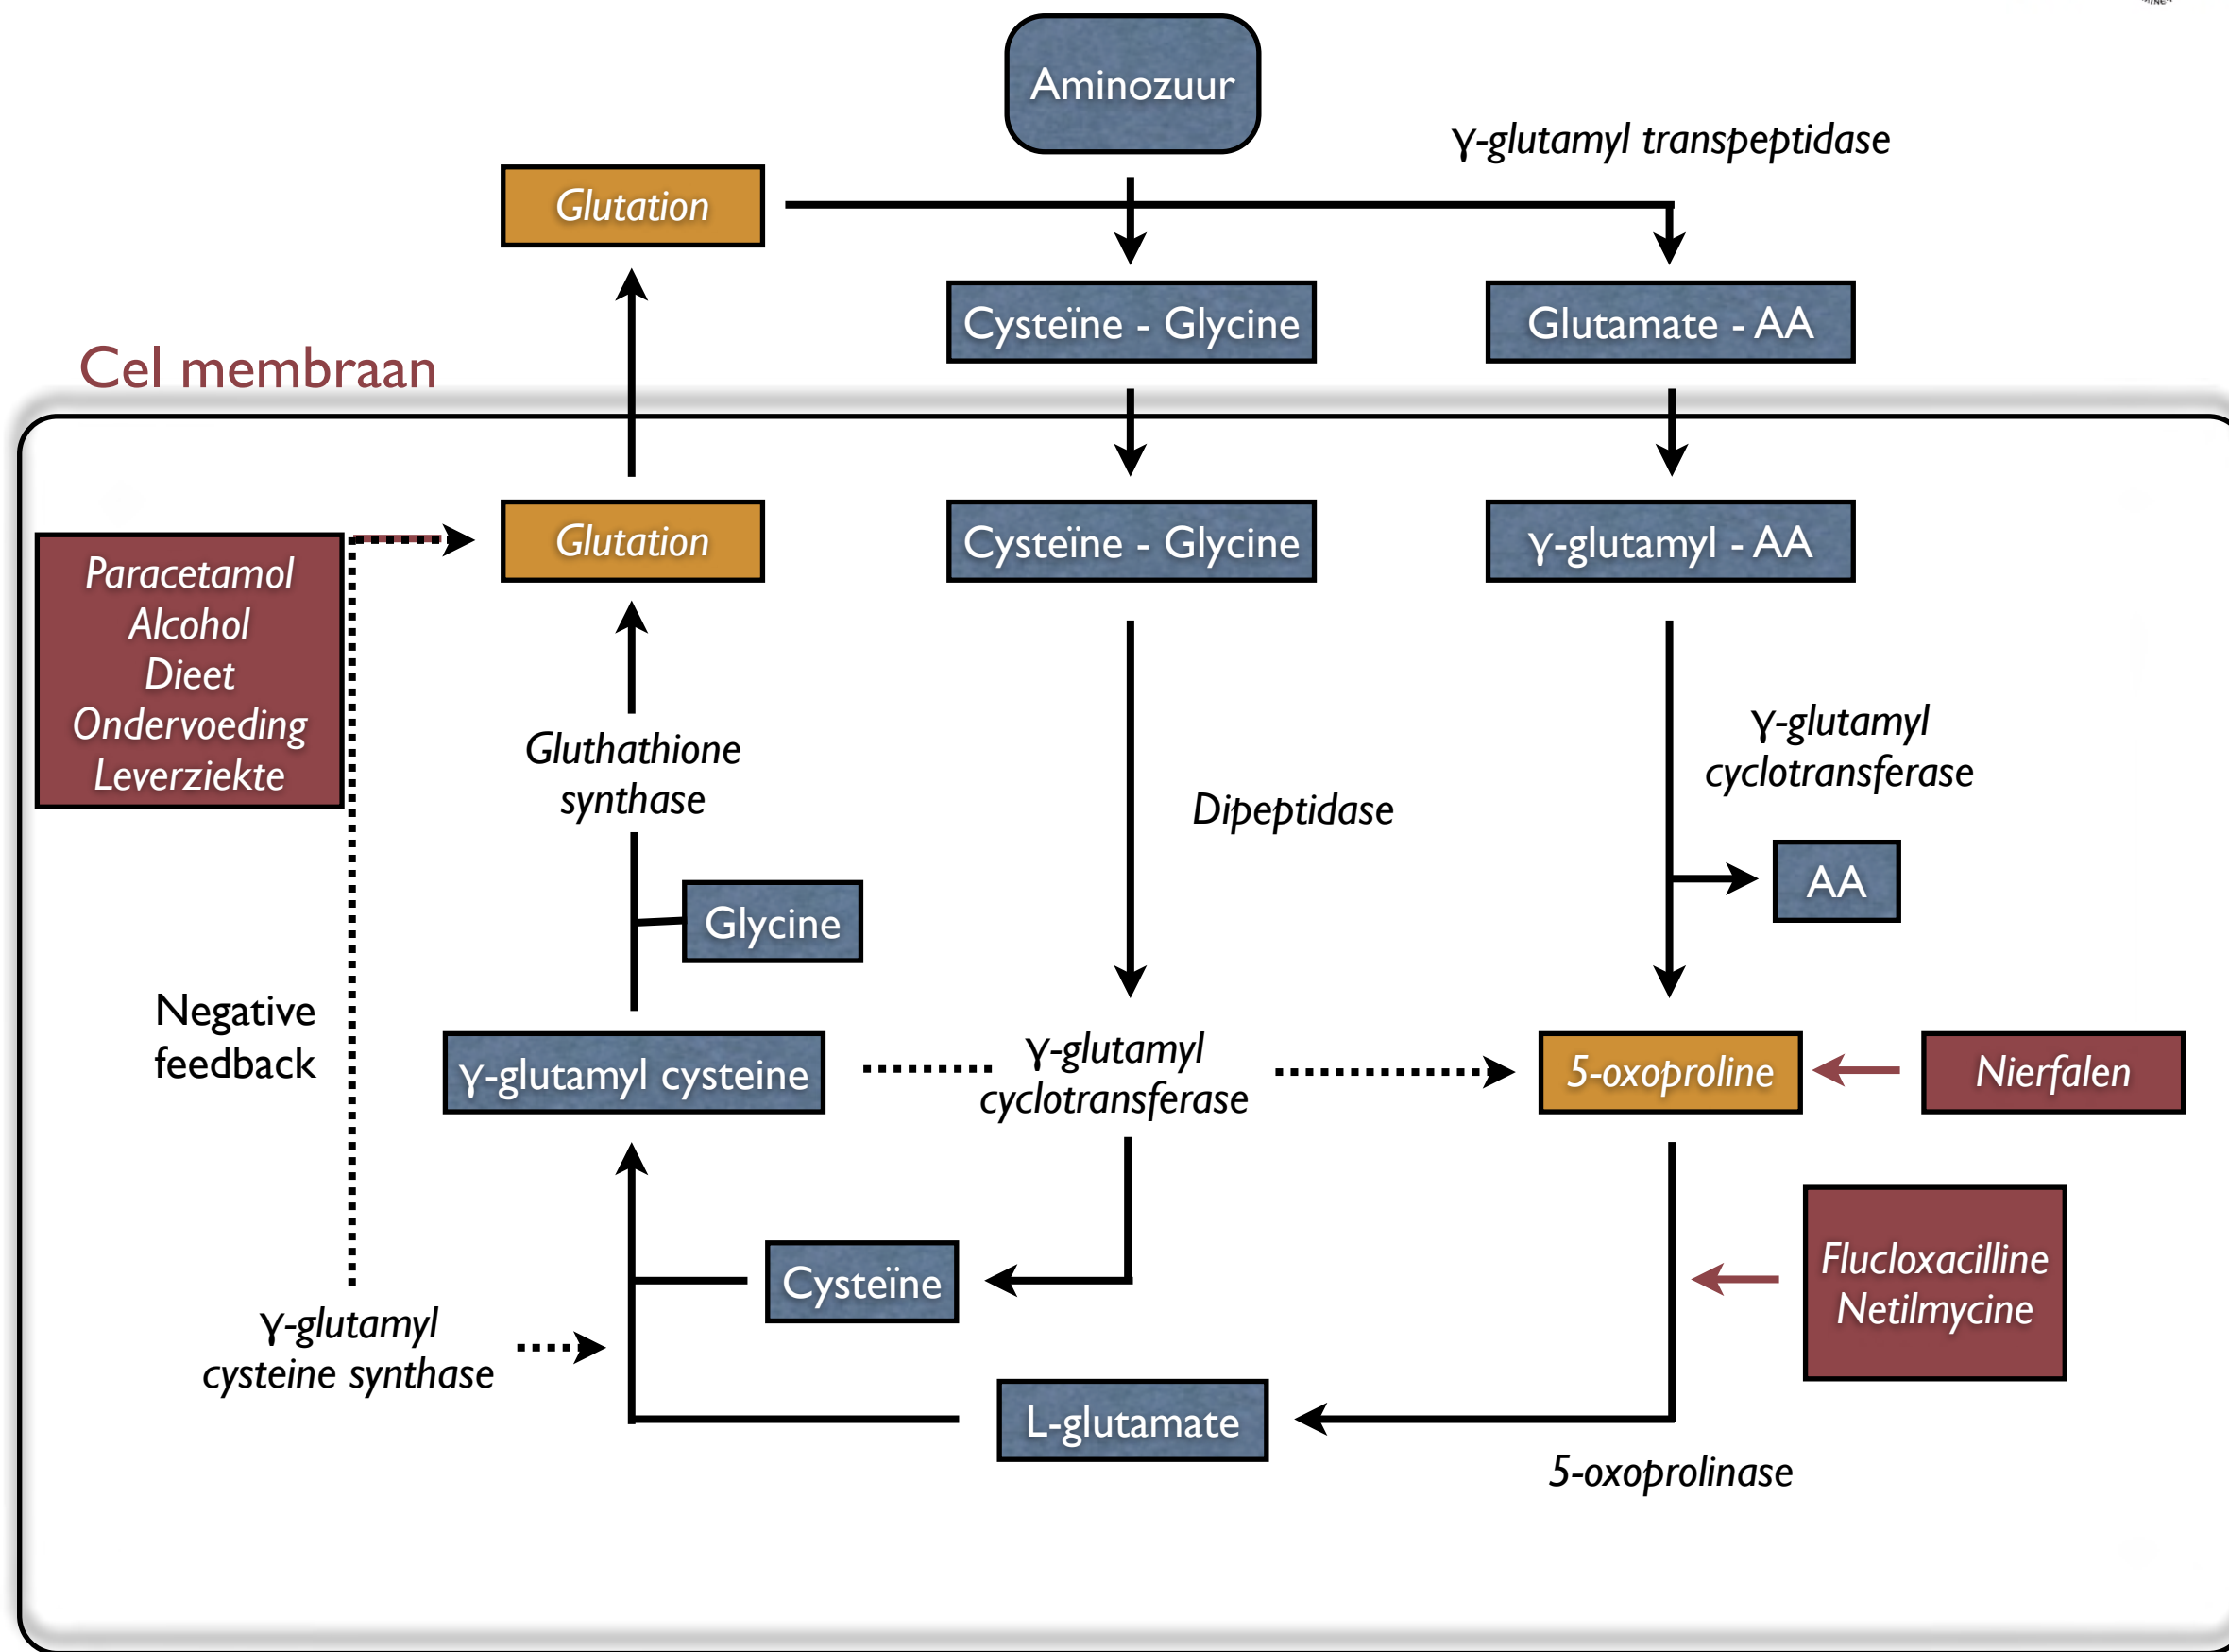 Aminozuur
γ-glutamyl transpeptidase
Glutation
Cysteïne - Glycine
Glutamate - AA
Cel membraan
Glutation
Cysteïne - Glycine
γ-glutamyl - AA
Paracetamol
Alcohol
Dieet
Ondervoeding
Leverziekte
Gluthathione
synthase
Dipeptidase
γ-glutamyl
cyclotransferase
AA
Glycine
Negative
feedback
γ-glutamyl cysteine
γ-glutamyl
cyclotransferase
5-oxoproline
Nierfalen
Flucloxacilline
Netilmycine
Cysteïne
γ-glutamyl
cysteine synthase
L-glutamate
5-oxoprolinase